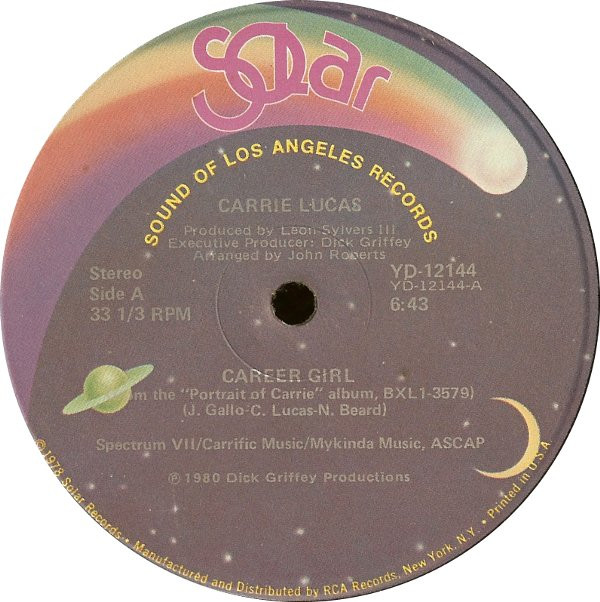 Solar
SOUND OF LOS ANGELES RECORDS
CARRIE LUCAS
Produced by Leon Sylvers III
Executive Producer: Dick Griffey
Arranged by John Roberts
Stereo
Side A
33 1/3 RPM
YD-12144
YD-12144-A
6:43
CAREER GIRL
om the "Portrait of Carrie" album, BXL1-3579)
(J. Gallo-C. Lucas-N. Beard)
Spectrum VII/Carrific Music/Mykinda Music, ASCAP
℗ 1980 Dick Griffey Productions
© 1978 Solar Records • Manufactured and Distributed by RCA Records, New York, N.Y. • Printed in U.S.A